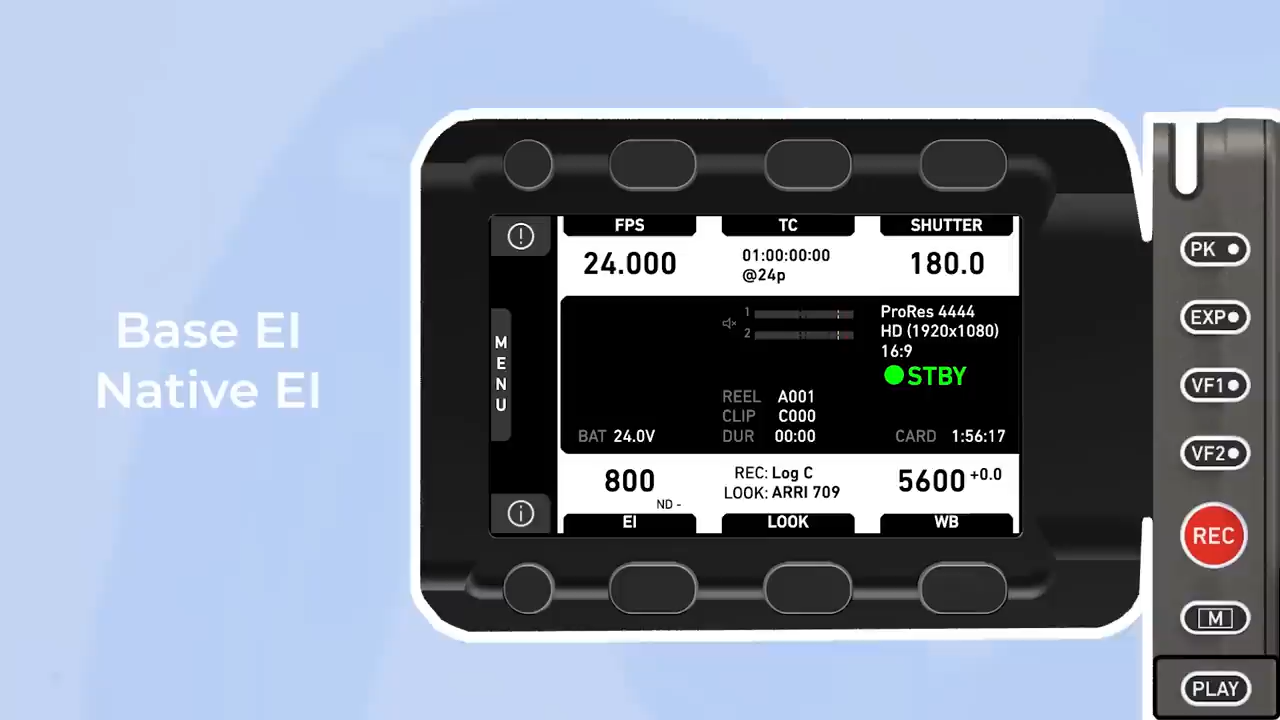 Base EI
Native EI
FPS
TC
SHUTTER
24.000
01:00:00:00
@24p
180.0
MENU
1
2
ProRes 4444
HD (1920x1080)
16:9
STBY
REEL A001
CLIP C000
DUR 00:00
BAT 24.0V
CARD 1:56:17
800
ND -
REC: Log C
LOOK: ARRI 709
5600 +0.0
EI
LOOK
WB
PK
EXP
VF1
VF2
REC
M
PLAY